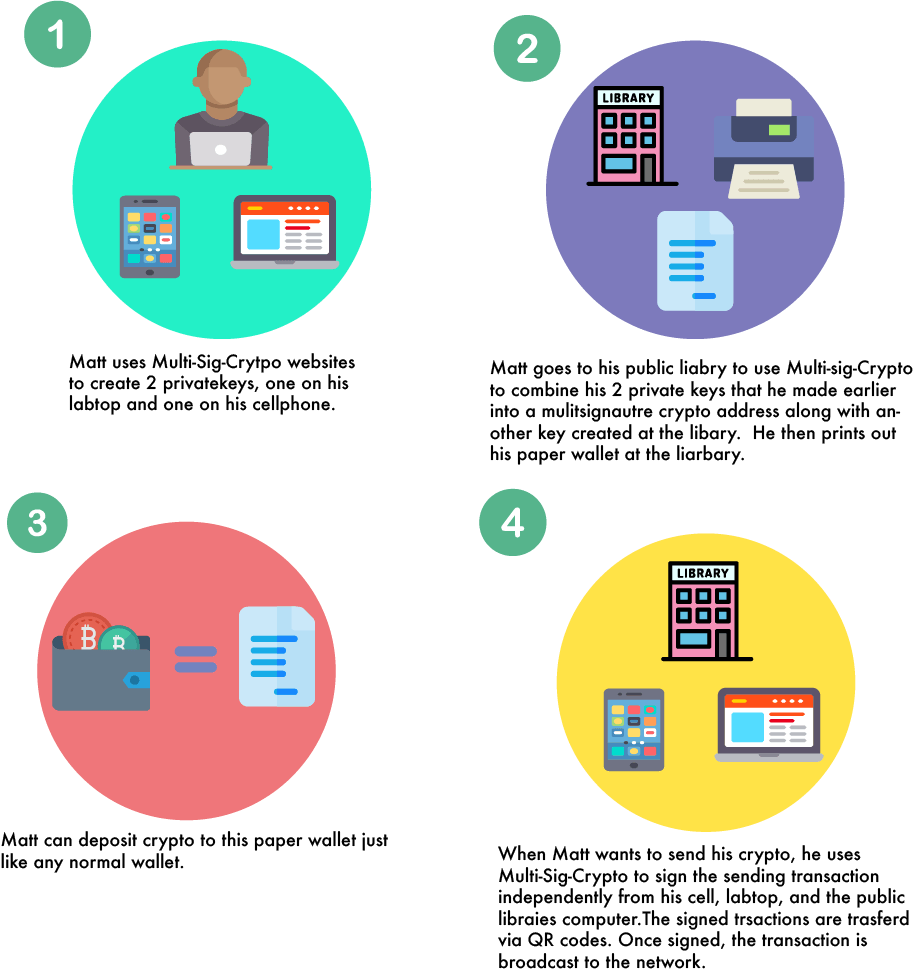 1
Matt uses Multi-Sig-Crytpo websites
to create 2 privatekeys, one on his
labtop and one on his cellphone.
2
LIBRARY
Matt goes to his public liabry to use Multi-sig-Crypto
to combine his 2 private keys that he made earlier
into a mulitsignautre crypto address along with an-
other key created at the libary.  He then prints out
his paper wallet at the liarbary.
3
B
B
Matt can deposit crypto to this paper wallet just
like any normal wallet.
4
LIBRARY
When Matt wants to send his crypto, he uses
Multi-Sig-Crypto to sign the sending transaction
independently from his cell, labtop, and the public
libraies computer.The signed trsactions are trasferd
via QR codes. Once signed, the transaction is
broadcast to the network.